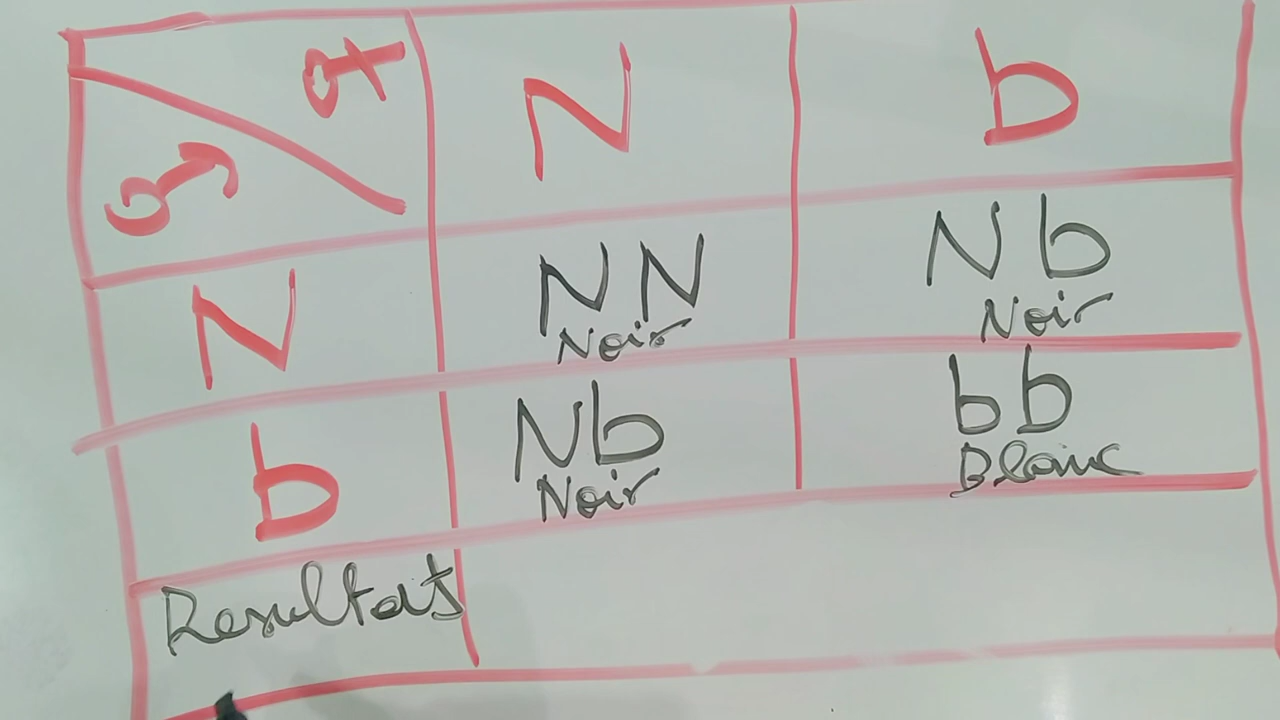 ♀ N b
♂
N NN Nb
Noir Noir
b Nb bb
Noir Blanc
Resultats